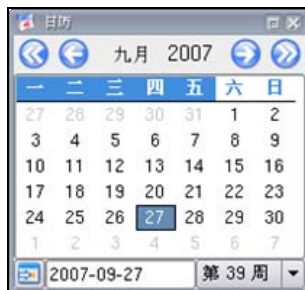 日历
九月 2007
一 二 三 四 五 六 日
27 28 29 30 31 1 2
3 4 5 6 7 8 9
10 11 12 13 14 15 16
17 18 19 20 21 22 23
24 25 26 27 28 29 30
1 2 3 4 5 6 7
2007-09-27 第 39 周